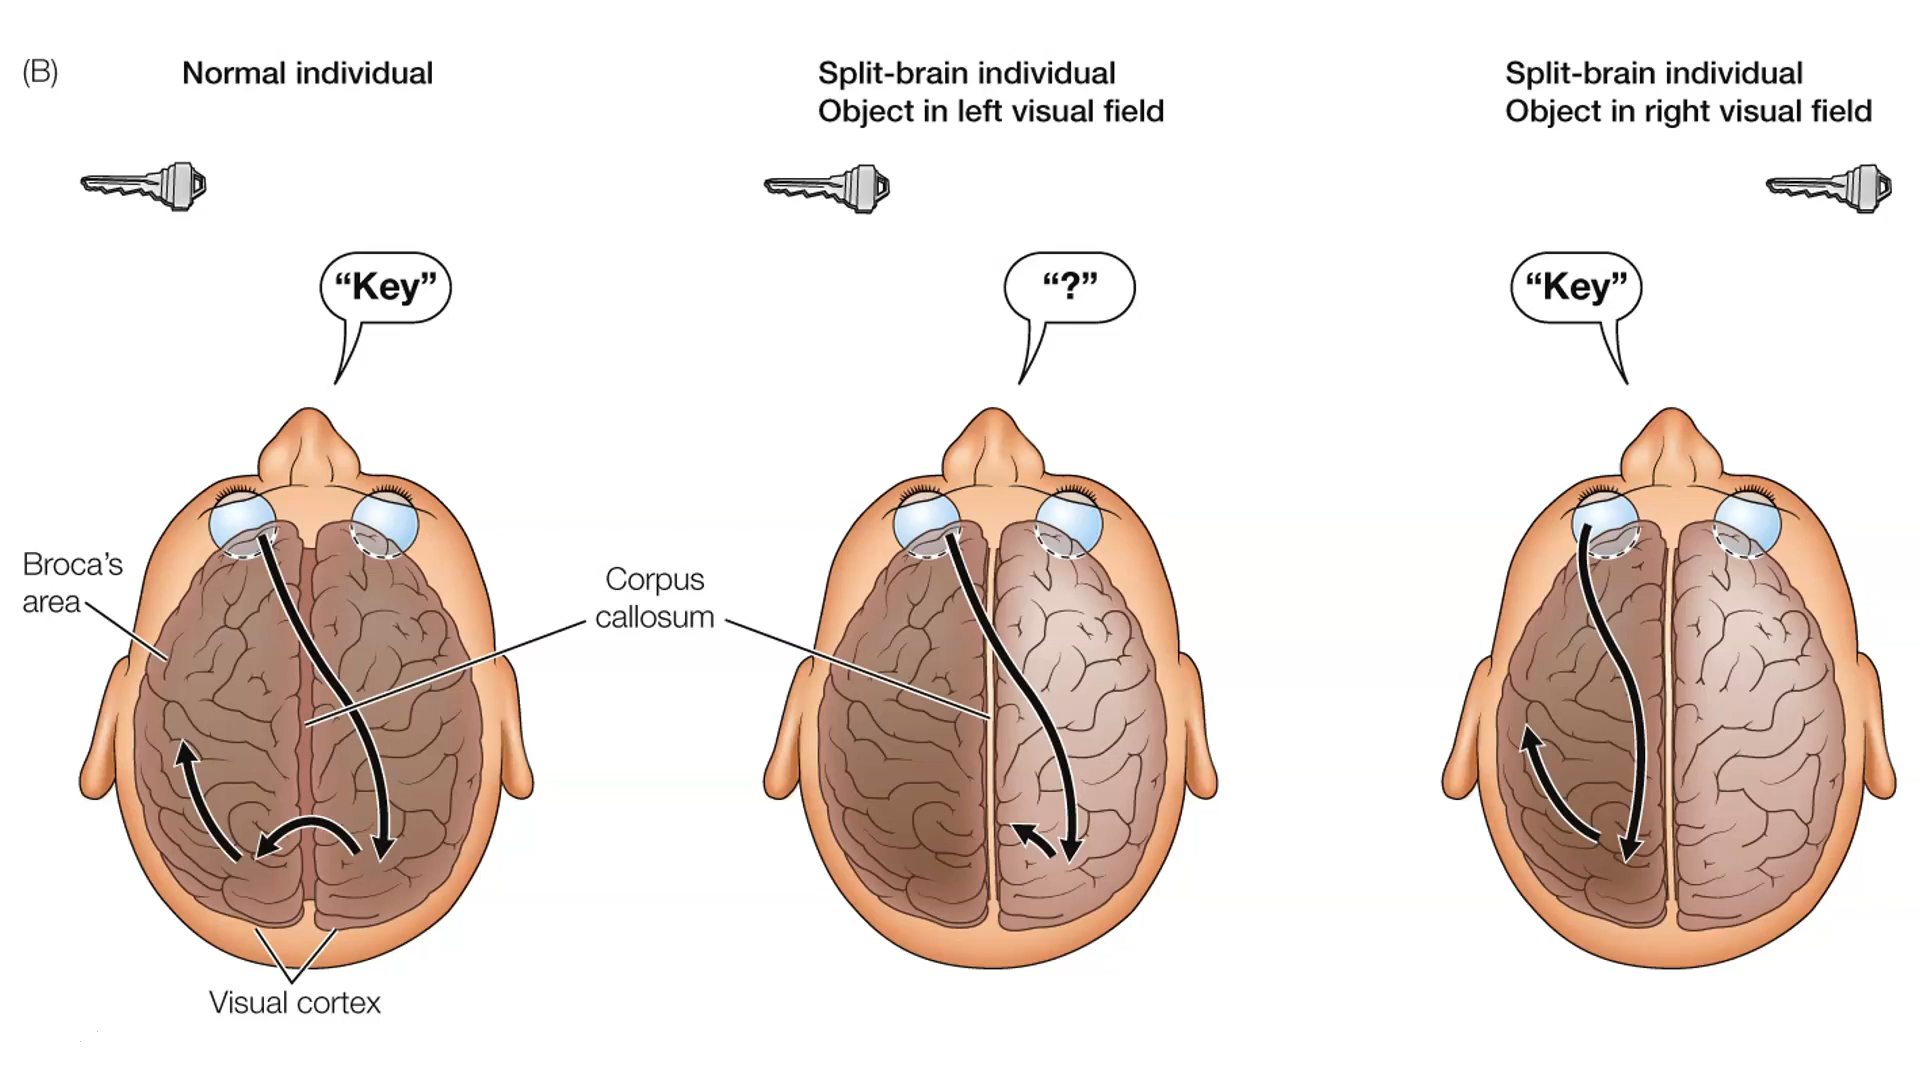 (B)
Normal individual
Split-brain individual
Object in left visual field
Split-brain individual
Object in right visual field
“Key”
“?”
“Key”
Broca’s
area
Corpus
callosum
Visual cortex